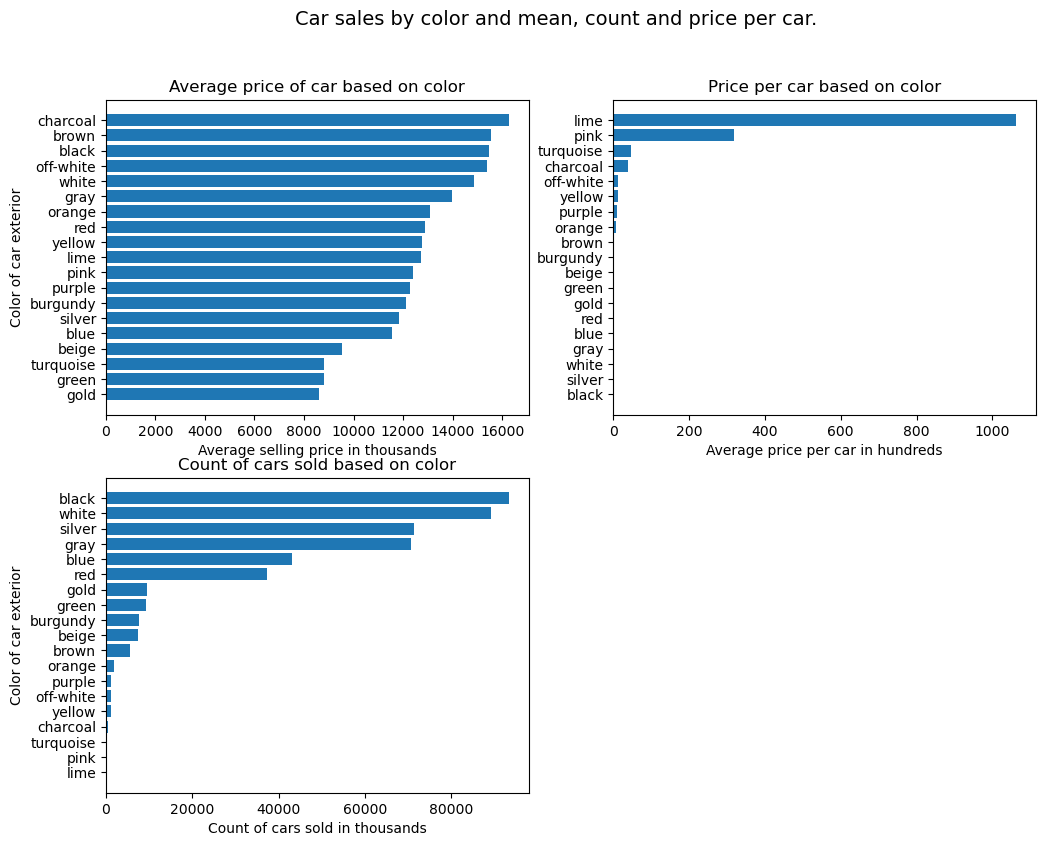 Car sales by color and mean, count and price per car.
Average price of car based on color
Color of car exterior
charcoal
brown
black
off-white
white
gray
orange
red
yellow
lime
pink
purple
burgundy
silver
blue
beige
turquoise
green
gold
0 2000 4000 6000 8000 10000 12000 14000 16000
Average selling price in thousands
Price per car based on color
lime
pink
turquoise
charcoal
off-white
yellow
purple
orange
brown
burgundy
beige
green
gold
red
blue
gray
white
silver
black
0 200 400 600 800 1000
Average price per car in hundreds
Count of cars sold based on color
Color of car exterior
black
white
silver
gray
blue
red
gold
green
burgundy
beige
brown
orange
purple
off-white
yellow
charcoal
turquoise
pink
lime
0 20000 40000 60000 80000
Count of cars sold in thousands